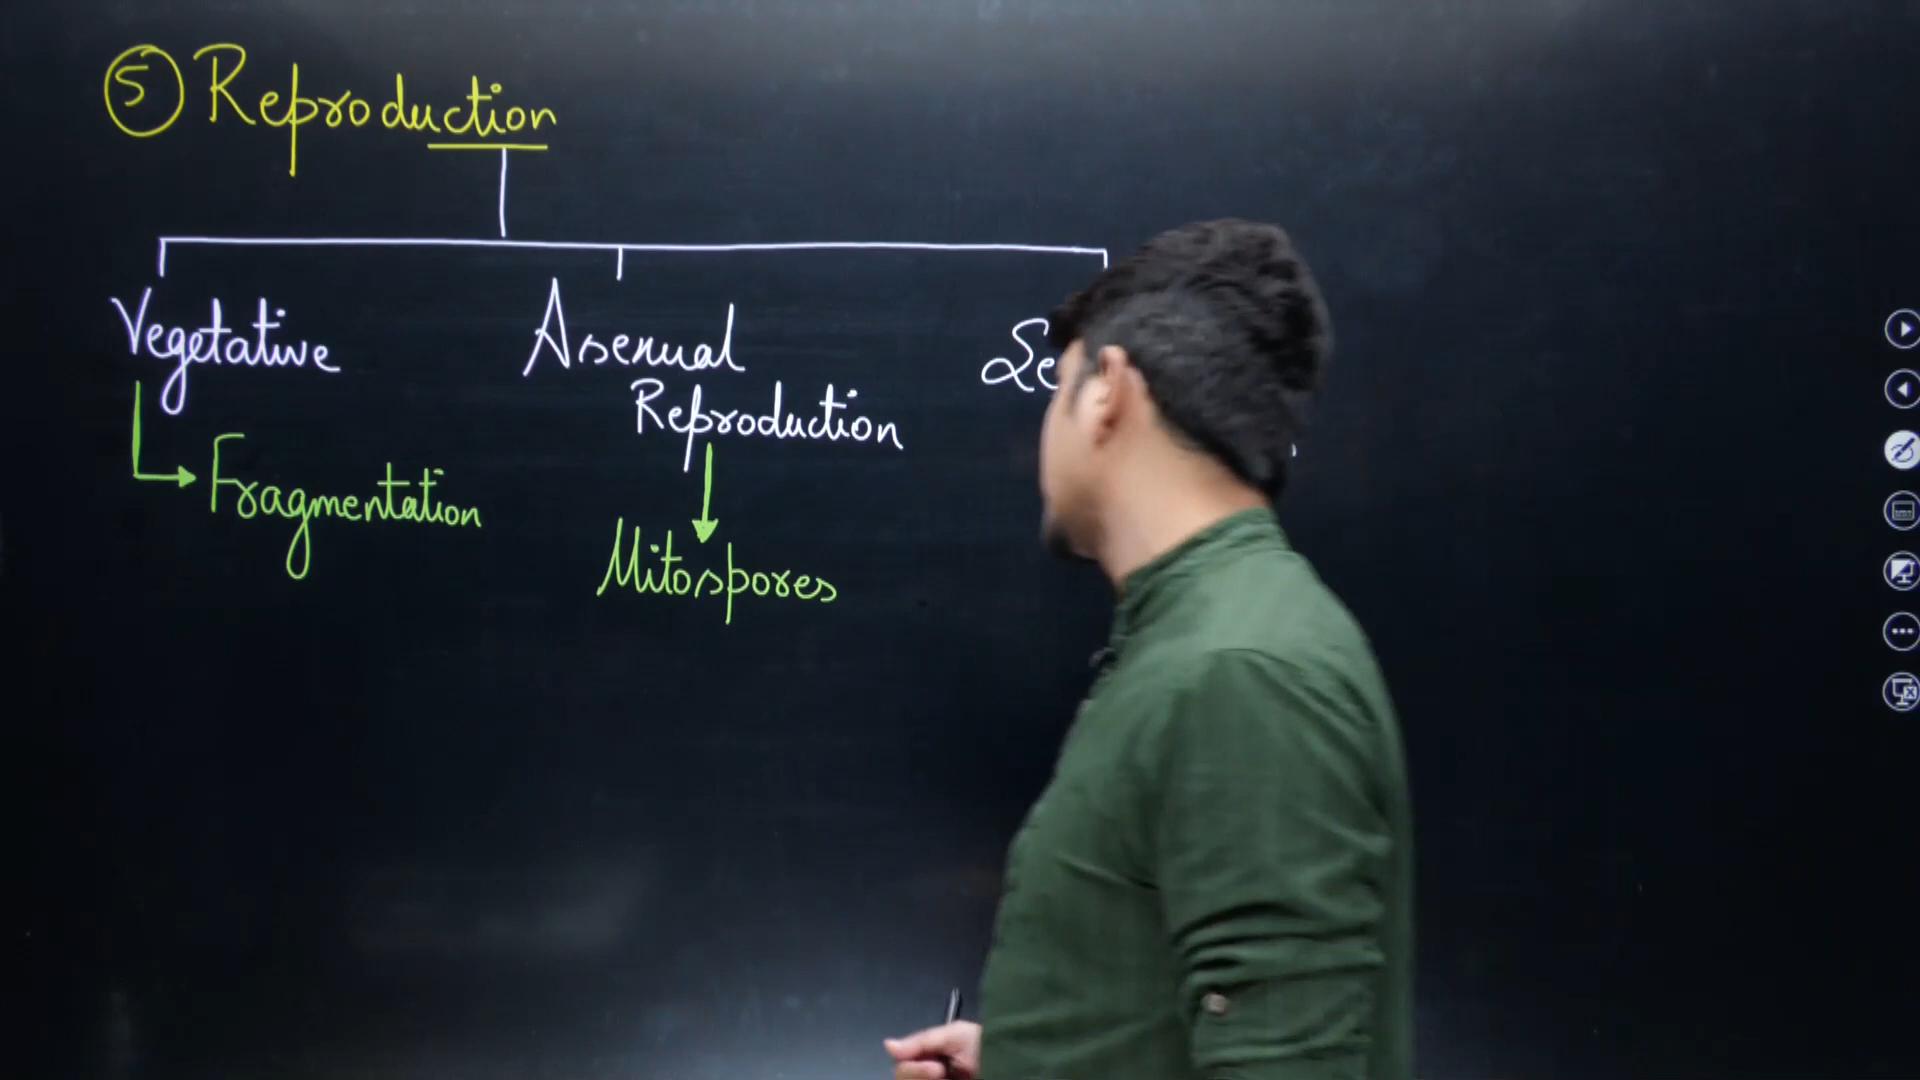 5 Reproduction
Vegetative
Asexual
Reproduction
Fragmentation
Mitospores